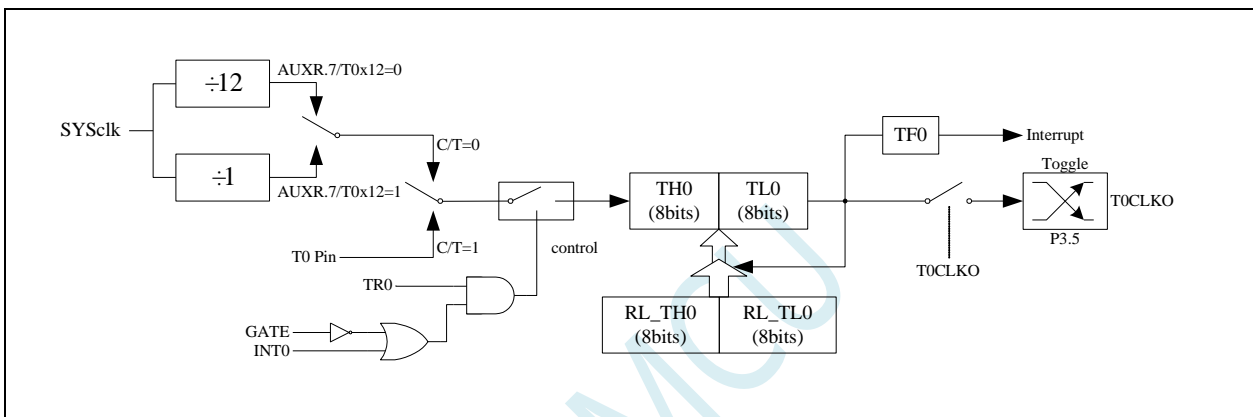 ÷12
AUXR.7/T0x12=0
SYSclk
÷1
AUXR.7/T0x12=1
C/T=0
T0 Pin
C/T=1
control
TR0
GATE
INT0
TH0
(8bits)
TL0
(8bits)
RL_TH0
(8bits)
RL_TL0
(8bits)
TF0
Interrupt
Toggle
T0CLKO
P3.5
T0CLKO
MCU